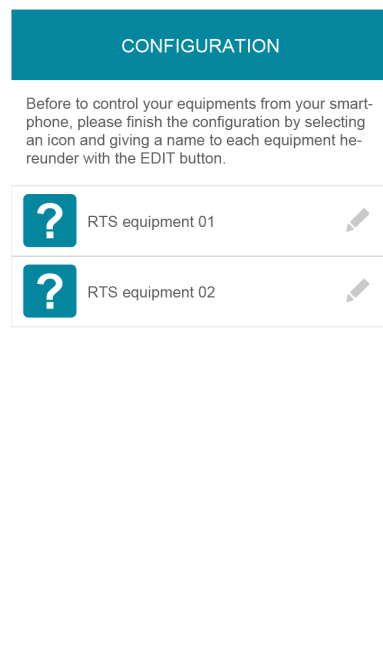 CONFIGURATION
Before to control your equipments from your smart-
phone, please finish the configuration by selecting
an icon and giving a name to each equipment he-
reunder with the EDIT button.
? RTS equipment 01
? RTS equipment 02